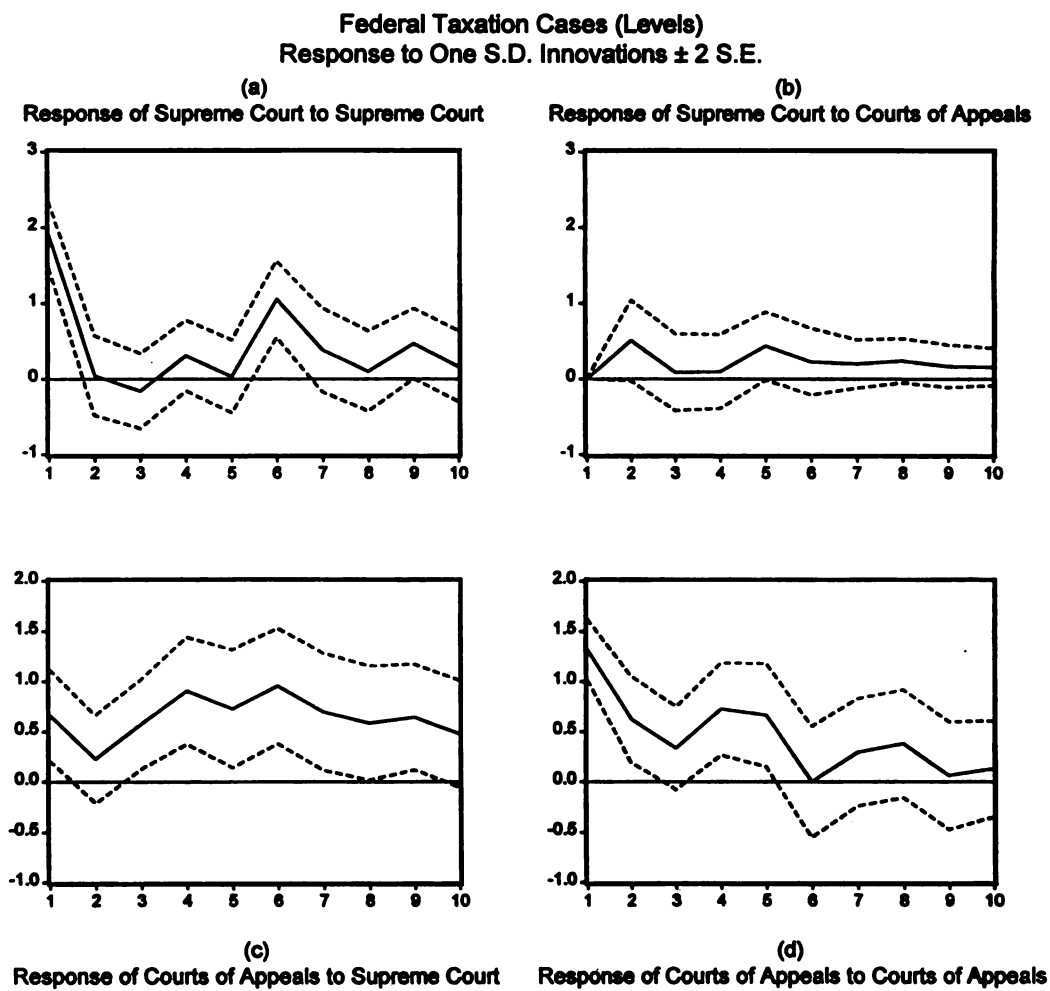 Federal Taxation Cases (Levels)
Response to One S.D. Innovations ± 2 S.E.
(a)
Response of Supreme Court to Supreme Court
(b)
Response of Supreme Court to Courts of Appeals
3
2
1
0
-1
1 2 3 4 5 6 7 8 9 10
3
2
1
0
-1
1 2 3 4 5 6 7 8 9 10
2.0
1.5
1.0
0.5
0.0
-0.5
-1.0
1 2 3 4 5 6 7 8 9 10
2.0
1.5
1.0
0.5
0.0
-0.5
-1.0
1 2 3 4 5 6 7 8 9 10
(c)
Response of Courts of Appeals to Supreme Court
(d)
Response of Courts of Appeals to Courts of Appeals